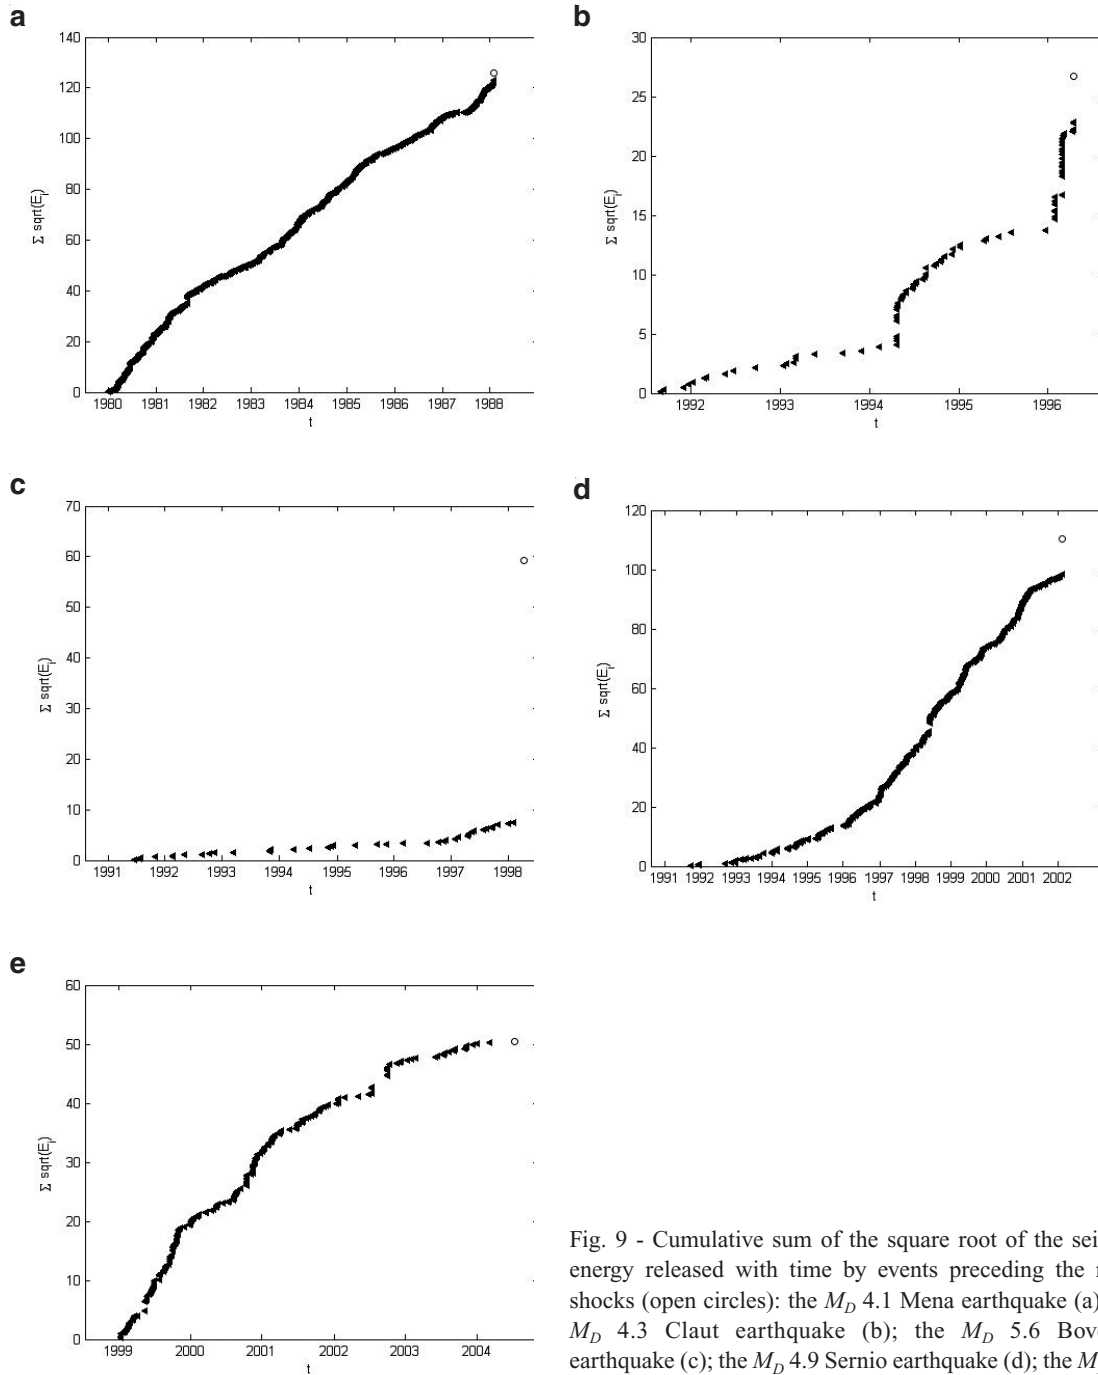 a
140
120
100
80
60
40
20
0
Σ sqrt(E_i)
1980 1981 1982 1983 1984 1985 1986 1987 1988
t
b
30
25
20
15
10
5
0
Σ sqrt(E_i)
1992 1993 1994 1995 1996
t
c
70
60
50
40
30
20
10
0
Σ sqrt(E_i)
1991 1992 1993 1994 1995 1996 1997 1998
t
d
120
100
80
60
40
20
0
Σ sqrt(E_i)
1991 1992 1993 1994 1995 1996 1997 1998 1999 2000 2001 2002
t
e
60
50
40
30
20
10
0
Σ sqrt(E_i)
1999 2000 2001 2002 2003 2004
t
Fig. 9 - Cumulative sum of the square root of the sei
energy released with time by events preceding the
shocks (open circles): the M_D 4.1 Mena earthquake (a)
M_D 4.3 Claut earthquake (b); the M_D 5.6 Bov
earthquake (c); the M_D 4.9 Sernio earthquake (d); the M